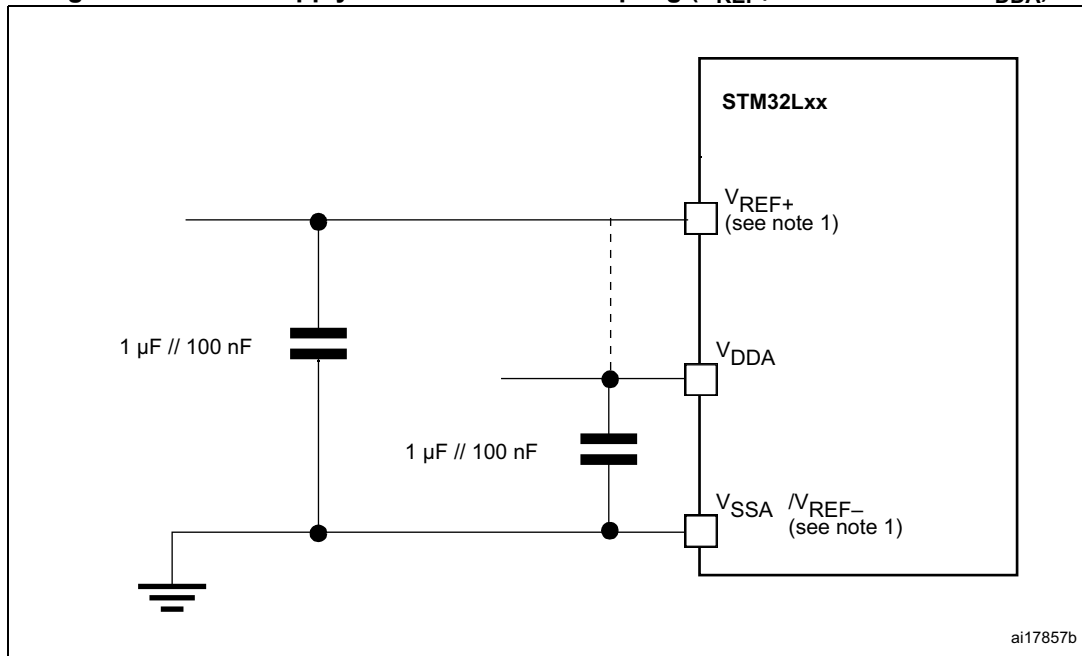 STM32Lxx
VREF+
(see note 1)
1 µF // 100 nF
VDDA
1 µF // 100 nF
VSSA /VREF–
(see note 1)
ai17857b